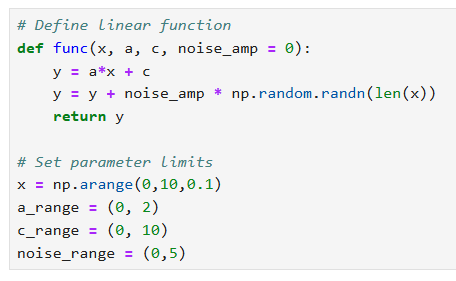 # Define linear function
def func(x, a, c, noise_amp = 0):
    y = a*x + c
    y = y + noise_amp * np.random.randn(len(x))
    return y

# Set parameter limits
x = np.arange(0,10,0.1)
a_range = (0, 2)
c_range = (0, 10)
noise_range = (0,5)